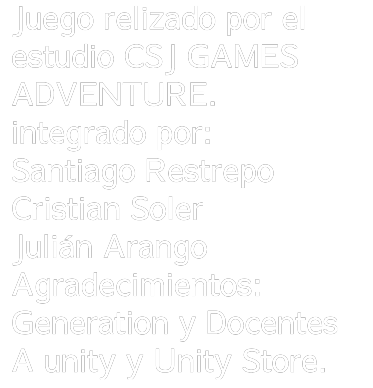 Juego relizado por el
estudio CSJ GAMES
ADVENTURE.
integrado por:
Santiago Restrepo
Cristian Soler
Julián Arango
Agradecimientos:
Generation y Docentes
A unity y Unity Store.